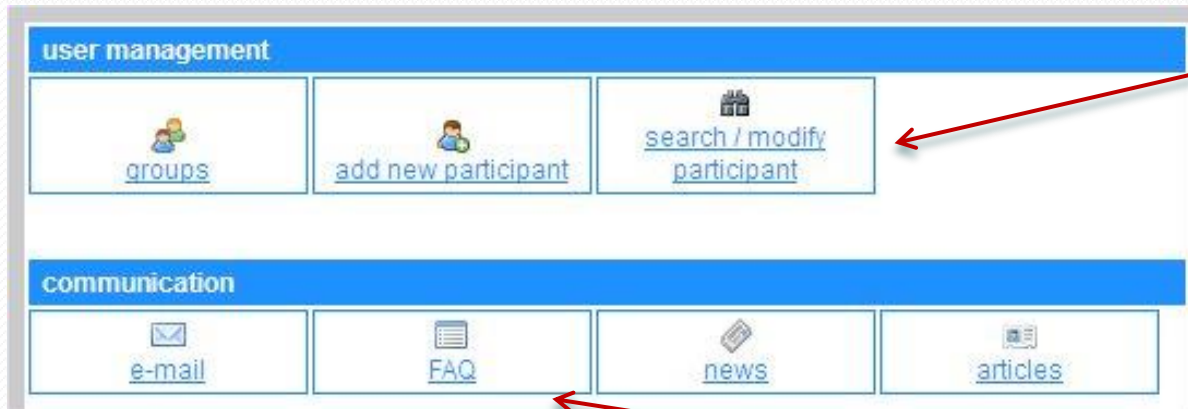 user management
groups
add new participant
search / modify
participant
communication
e-mail
FAQ
news
articles